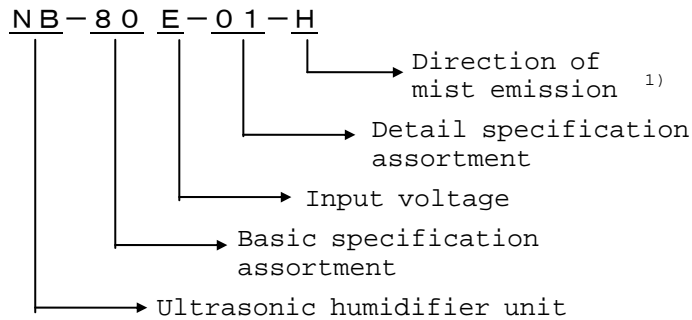 NB-80 E-01-H
Direction of
mist emission 1)
Detail specification
assortment
Input voltage
Basic specification
assortment
Ultrasonic humidifier unit